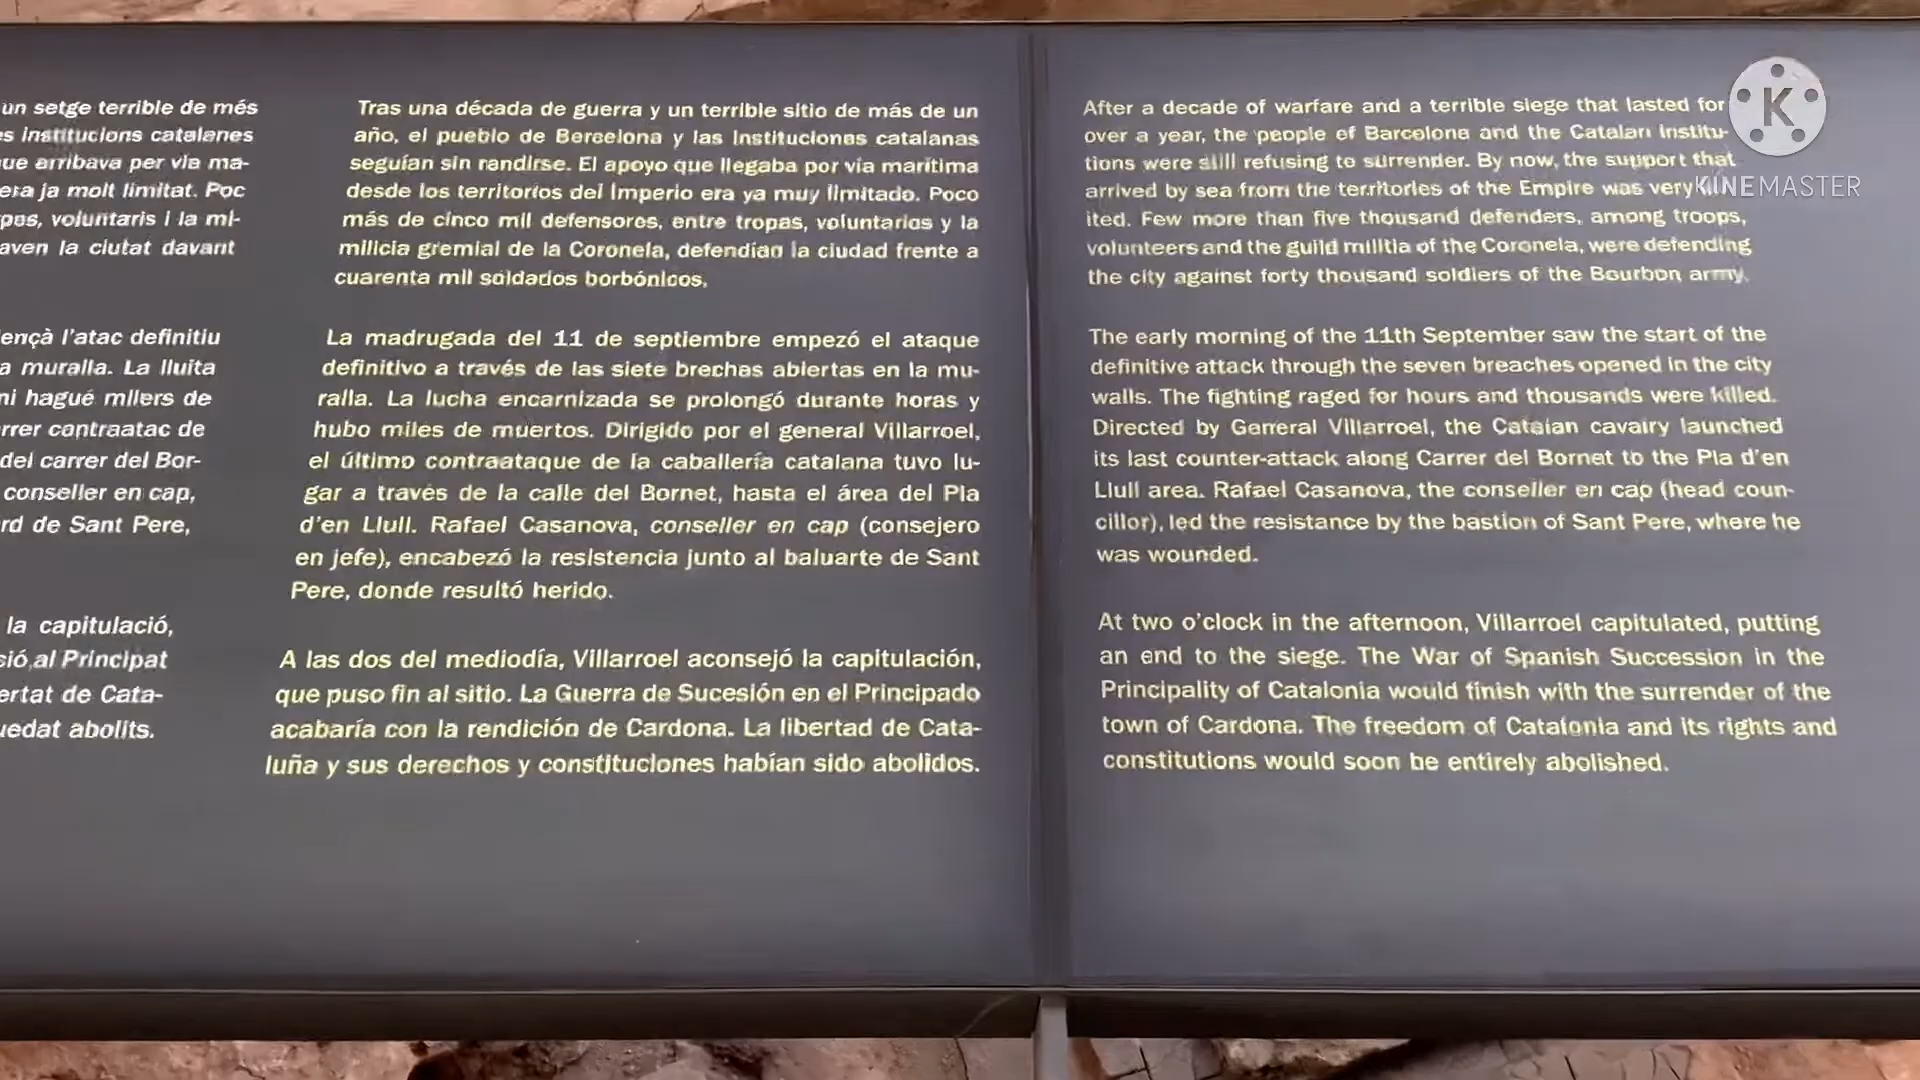 un setge terrible de més
es institucions catalanes
ue arribava per via ma-
era ja molt limitat. Poc
pes, voluntaris i la mi-
aven la ciutat davant
ençà l'atac definitiu
a muralla. La lluita
ni hagué milers de
rrer contraatac de
del carrer del Bor-
conseller en cap,
rd de Sant Pere,
la capitulació,
sió al Principat
ertat de Cata-
uedat abolits.
Tras una década de guerra y un terrible sitio de más de un
año, el pueblo de Barcelona y las instituciones catalanas
seguían sin rendirse. El apoyo que llegaba por vía marítima
desde los territorios del Imperio era ya muy limitado. Poco
más de cinco mil defensores, entre tropas, voluntarios y la
milicia gremial de la Coronela, defendían la ciudad frente a
cuarenta mil soldados borbónicos.
La madrugada del 11 de septiembre empezó el ataque
definitivo a través de las siete brechas abiertas en la mu-
ralla. La lucha encarnizada se prolongó durante horas y
hubo miles de muertos. Dirigido por el general Villarroel,
el último contraataque de la caballería catalana tuvo lu-
gar a través de la calle del Bornet, hasta el área del Pla
d'en Llull. Rafael Casanova, conseller en cap (consejero
en jefe), encabezó la resistencia junto al baluarte de Sant
Pere, donde resultó herido.
A las dos del mediodía, Villarroel aconsejó la capitulación,
que puso fin al sitio. La Guerra de Sucesión en el Principado
acabaría con la rendición de Cardona. La libertad de Cata-
luña y sus derechos y constituciones habían sido abolidos.
After a decade of warfare and a terrible siege that lasted for
over a year, the people of Barcelona and the Catalan institu-
tions were still refusing to surrender. By now, the support that
arrived by sea from the territories of the Empire was very lim-
ited. Few more than five thousand defenders, among troops,
volunteers and the guild militia of the Coronela, were defending
the city against forty thousand soldiers of the Bourbon army.
The early morning of the 11th September saw the start of the
definitive attack through the seven breaches opened in the city
walls. The fighting raged for hours and thousands were killed.
Directed by General Villarroel, the Catalan cavalry launched
its last counter-attack along Carrer del Bornet to the Pla d'en
Llull area. Rafael Casanova, the conseller en cap (head coun-
cillor), led the resistance by the bastion of Sant Pere, where he
was wounded.
At two o'clock in the afternoon, Villarroel capitulated, putting
an end to the siege. The War of Spanish Succession in the
Principality of Catalonia would finish with the surrender of the
town of Cardona. The freedom of Catalonia and its rights and
constitutions would soon be entirely abolished.
K
KINEMASTER